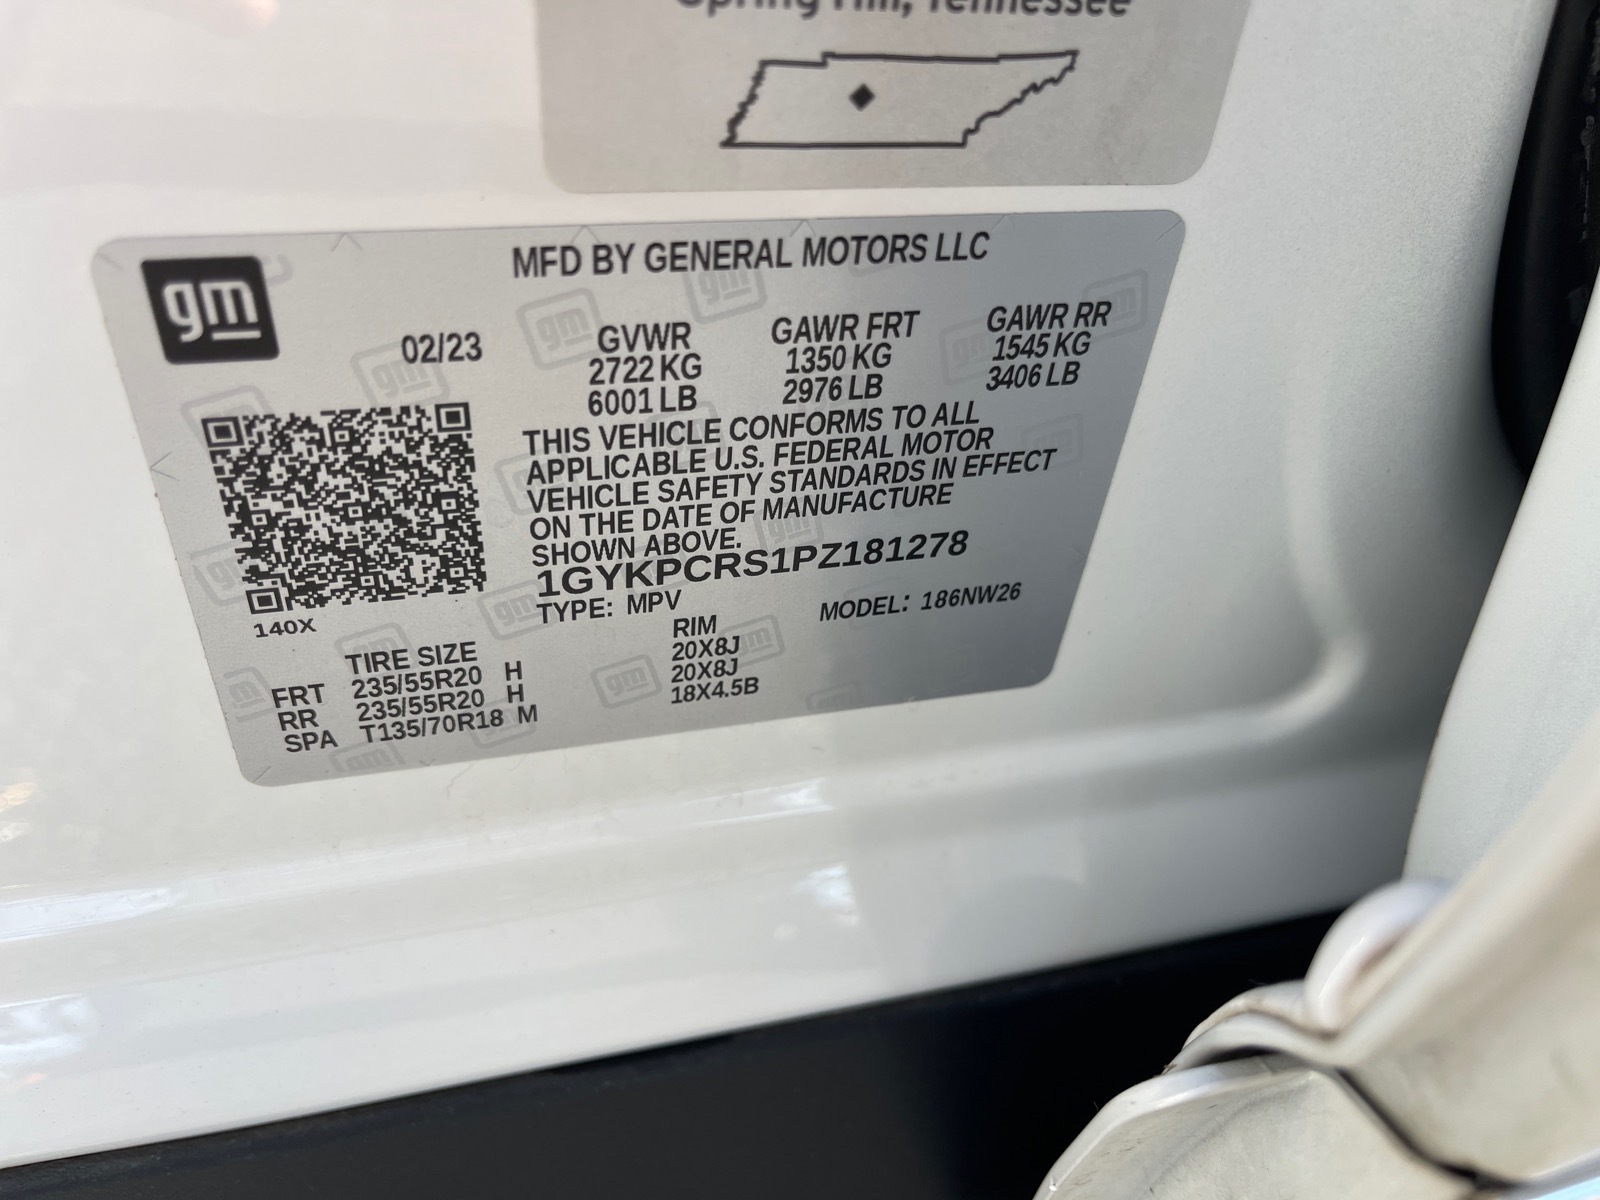 Spring Hill, Tennessee
gm
MFD BY GENERAL MOTORS LLC
02/23
GVWR GAWR FRT GAWR RR
2722 KG 1350 KG 1545 KG
6001 LB 2976 LB 3406 LB
THIS VEHICLE CONFORMS TO ALL
APPLICABLE U.S. FEDERAL MOTOR
VEHICLE SAFETY STANDARDS IN EFFECT
ON THE DATE OF MANUFACTURE
SHOWN ABOVE.
1GYKPCRS1PZ181278
TYPE: MPV MODEL: 186NW26
140X
TIRE SIZE RIM
FRT 235/55R20 H 20X8J
RR 235/55R20 H 20X8J
SPA T135/70R18 M 18X4.5B